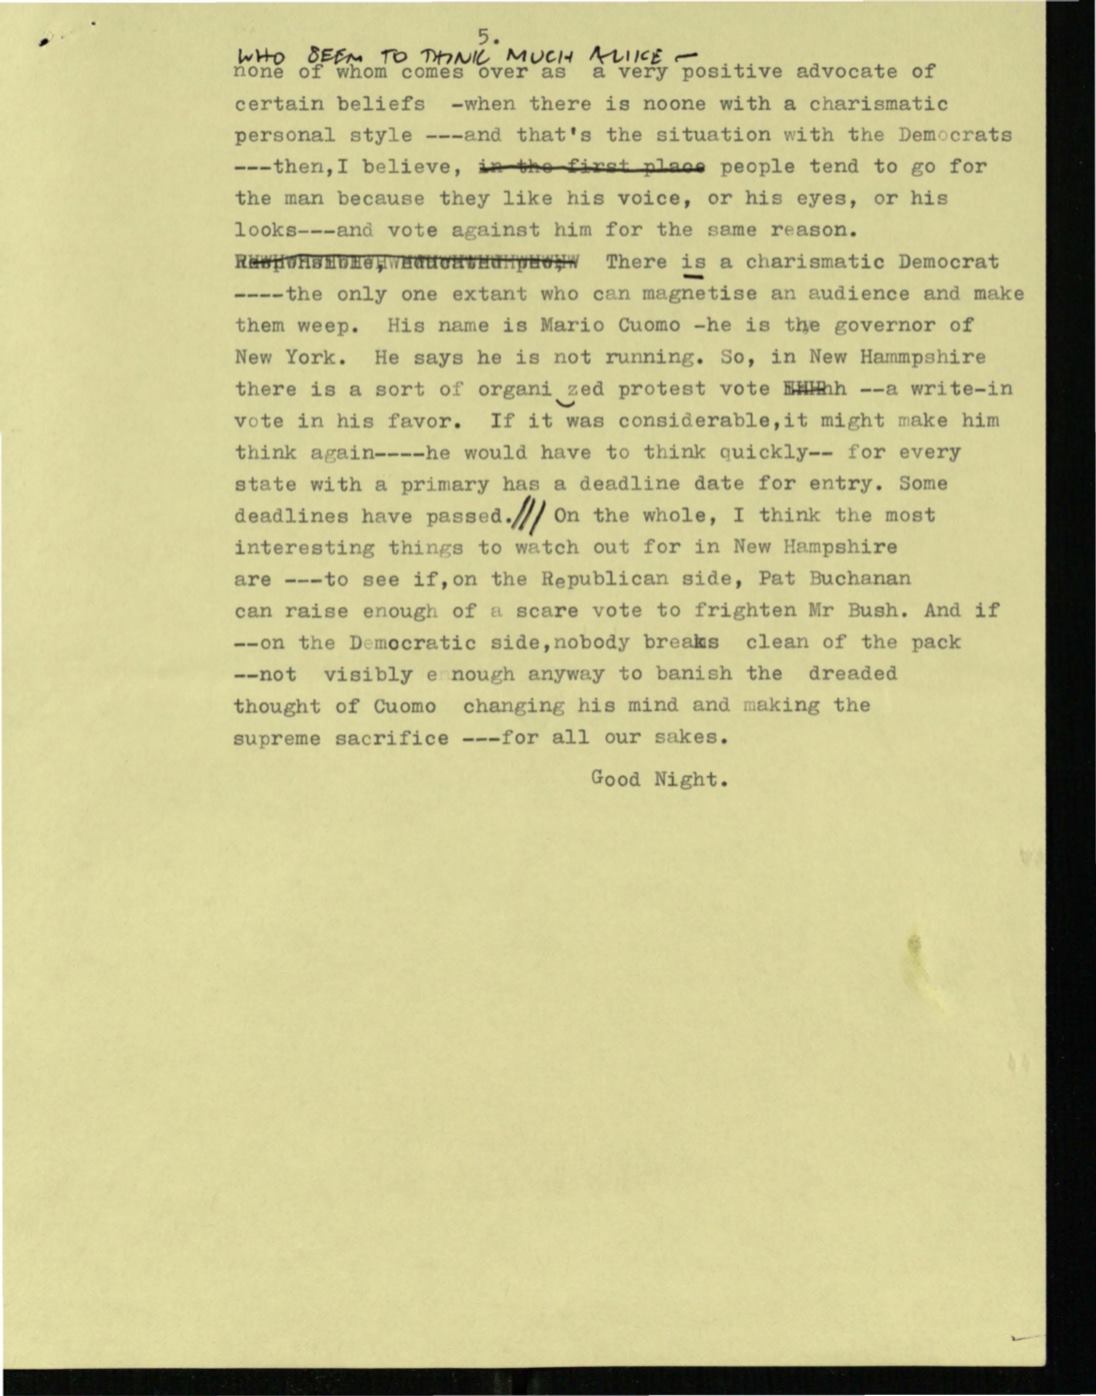 5.
WHO SEEM TO THINK MUCH ALIKE —
none of whom comes over as a very positive advocate of
certain beliefs -when there is noone with a charismatic
personal style ---and that's the situation with the Democrats
---then,I believe, in the first place people tend to go for
the man because they like his voice, or his eyes, or his
looks---and vote against him for the same reason.
There is a charismatic Democrat
----the only one extant who can magnetise an audience and make
them weep. His name is Mario Cuomo -he is the governor of
New York. He says he is not running. So, in New Hammpshire
there is a sort of organi zed protest vote --a write-in
vote in his favor. If it was considerable,it might make him
think again----he would have to think quickly-- for every
state with a primary has a deadline date for entry. Some
deadlines have passed./// On the whole, I think the most
interesting things to watch out for in New Hampshire
are ---to see if,on the Republican side, Pat Buchanan
can raise enough of a scare vote to frighten Mr Bush. And if
--on the Democratic side,nobody breaks clean of the pack
--not visibly e nough anyway to banish the dreaded
thought of Cuomo changing his mind and making the
supreme sacrifice ---for all our sakes.
Good Night.